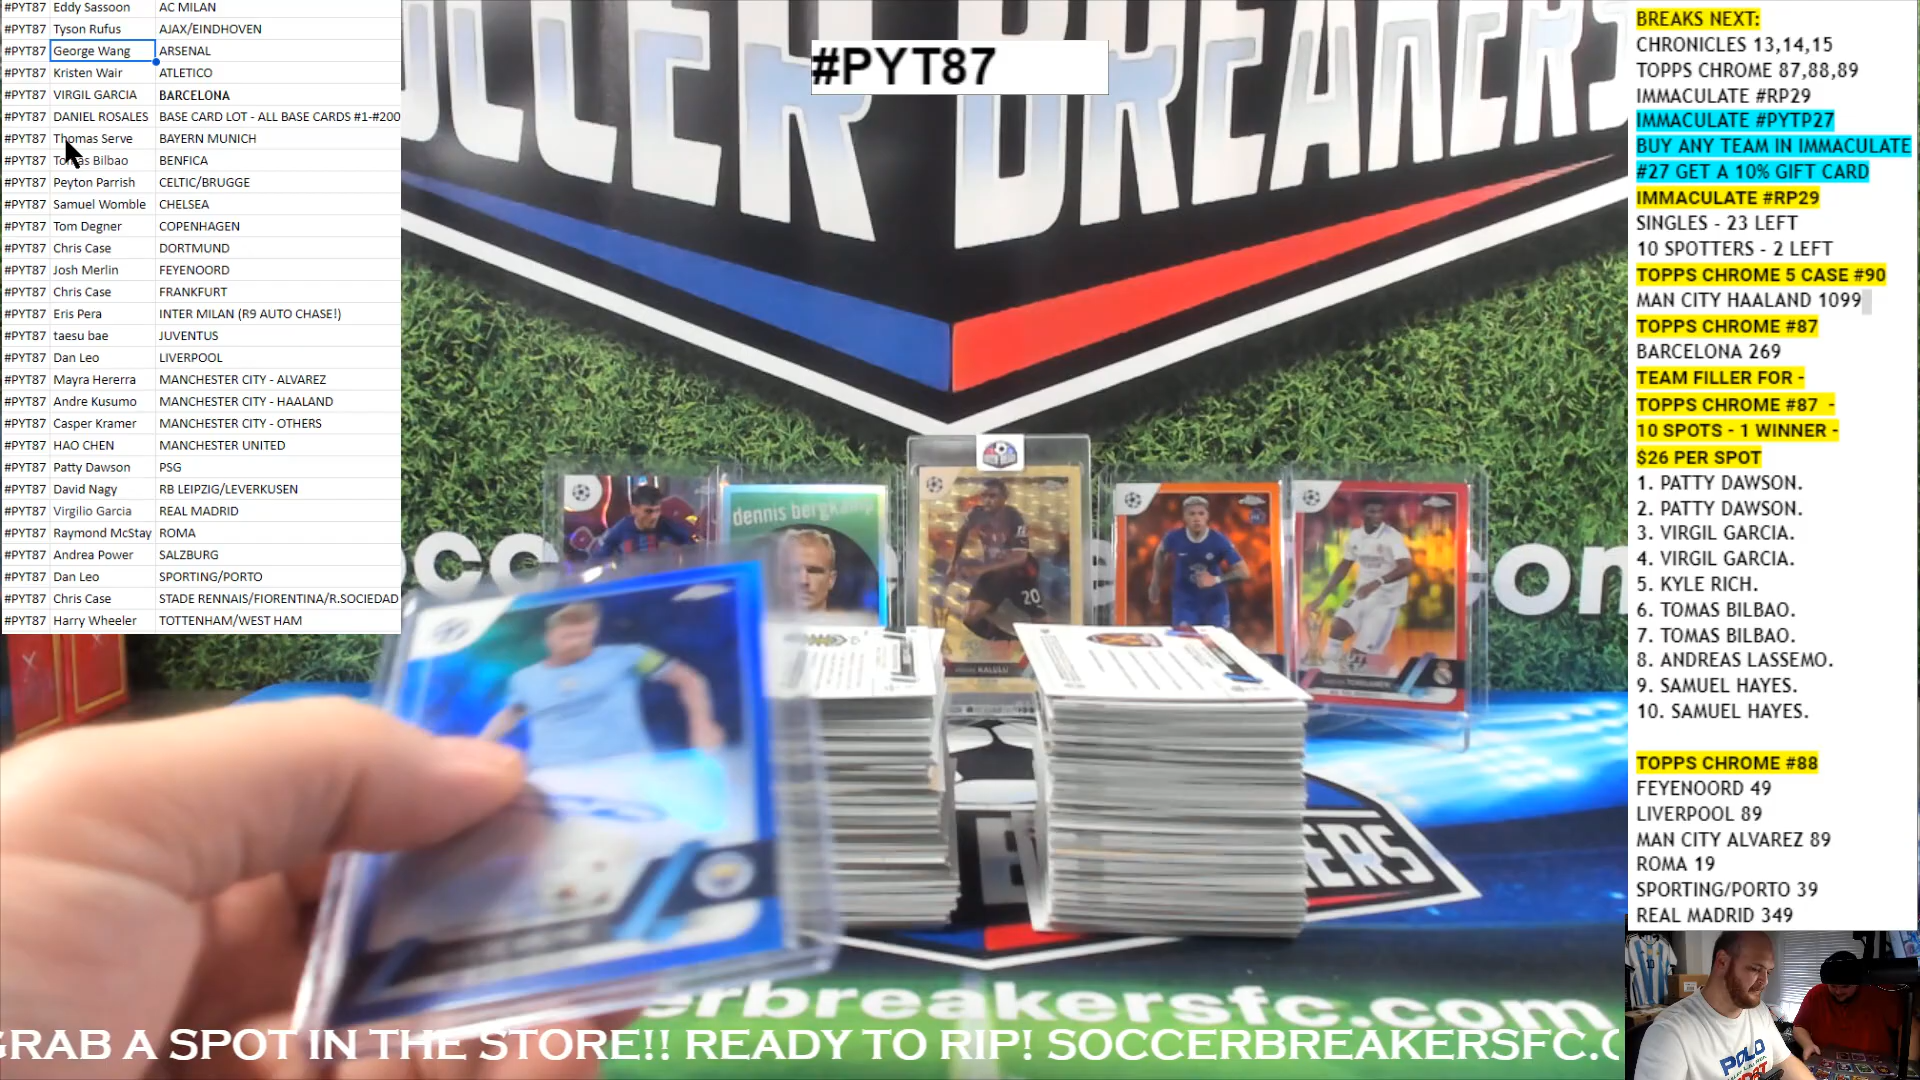 #PYT87 Eddy Sassoon AC MILAN
#PYT87 Tyson Rufus AJAX/EINDHOVEN
#PYT87 George Wang ARSENAL
#PYT87 Kristen Wair ATLETICO
#PYT87 VIRGIL GARCIA BARCELONA
#PYT87 DANIEL ROSALES BASE CARD LOT - ALL BASE CARDS #1-#200
#PYT87 Thomas Serve BAYERN MUNICH
#PYT87 Tomas Bilbao BENFICA
#PYT87 Peyton Parrish CELTIC/BRUGGE
#PYT87 Samuel Womble CHELSEA
#PYT87 Tom Degner COPENHAGEN
#PYT87 Chris Case DORTMUND
#PYT87 Josh Merlin FEYENOORD
#PYT87 Chris Case FRANKFURT
#PYT87 Eris Pera INTER MILAN (R9 AUTO CHASE!)
#PYT87 taesu bae JUVENTUS
#PYT87 Dan Leo LIVERPOOL
#PYT87 Mayra Hererra MANCHESTER CITY - ALVAREZ
#PYT87 Andre Kusumo MANCHESTER CITY - HAALAND
#PYT87 Casper Kramer MANCHESTER CITY - OTHERS
#PYT87 HAO CHEN MANCHESTER UNITED
#PYT87 Patty Dawson PSG
#PYT87 David Nagy RB LEIPZIG/LEVERKUSEN
#PYT87 Virgilio Garcia REAL MADRID
#PYT87 Raymond McStay ROMA
#PYT87 Andrea Power SALZBURG
#PYT87 Dan Leo SPORTING/PORTO
#PYT87 Chris Case STADE RENNAIS/FIORENTINA/R.SOCIEDAD
#PYT87 Harry Wheeler TOTTENHAM/WEST HAM
#PYT87
OCCER BREAKERS
dennis bergkamp
20
KALULU
ERS
erbreakersfc.com
GRAB A SPOT IN THE STORE!! READY TO RIP! SOCCERBREAKERSFC.C
BREAKS NEXT:
CHRONICLES 13,14,15
TOPPS CHROME 87,88,89
IMMACULATE #RP29
IMMACULATE #PYTP27
BUY ANY TEAM IN IMMACULATE
#27 GET A 10% GIFT CARD
IMMACULATE #RP29
SINGLES - 23 LEFT
10 SPOTTERS - 2 LEFT
TOPPS CHROME 5 CASE #90
MAN CITY HAALAND 1099
TOPPS CHROME #87
BARCELONA 269
TEAM FILLER FOR -
TOPPS CHROME #87 -
10 SPOTS - 1 WINNER -
$26 PER SPOT
1. PATTY DAWSON.
2. PATTY DAWSON.
3. VIRGIL GARCIA.
4. VIRGIL GARCIA.
5. KYLE RICH.
6. TOMAS BILBAO.
7. TOMAS BILBAO.
8. ANDREAS LASSEMO.
9. SAMUEL HAYES.
10. SAMUEL HAYES.
TOPPS CHROME #88
FEYENOORD 49
LIVERPOOL 89
MAN CITY ALVAREZ 89
ROMA 19
SPORTING/PORTO 39
REAL MADRID 349
POLO